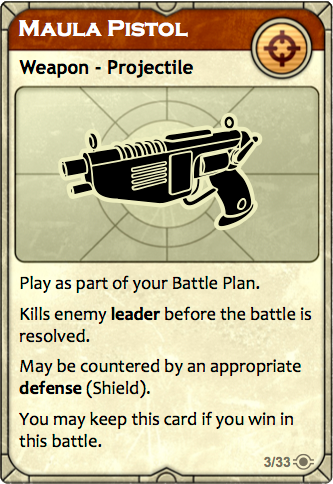 Maula Pistol
Weapon - Projectile
Play as part of your Battle Plan.
Kills enemy leader before the battle is
resolved.
May be countered by an appropriate
defense (Shield).
You may keep this card if you win in
this battle.
3/33